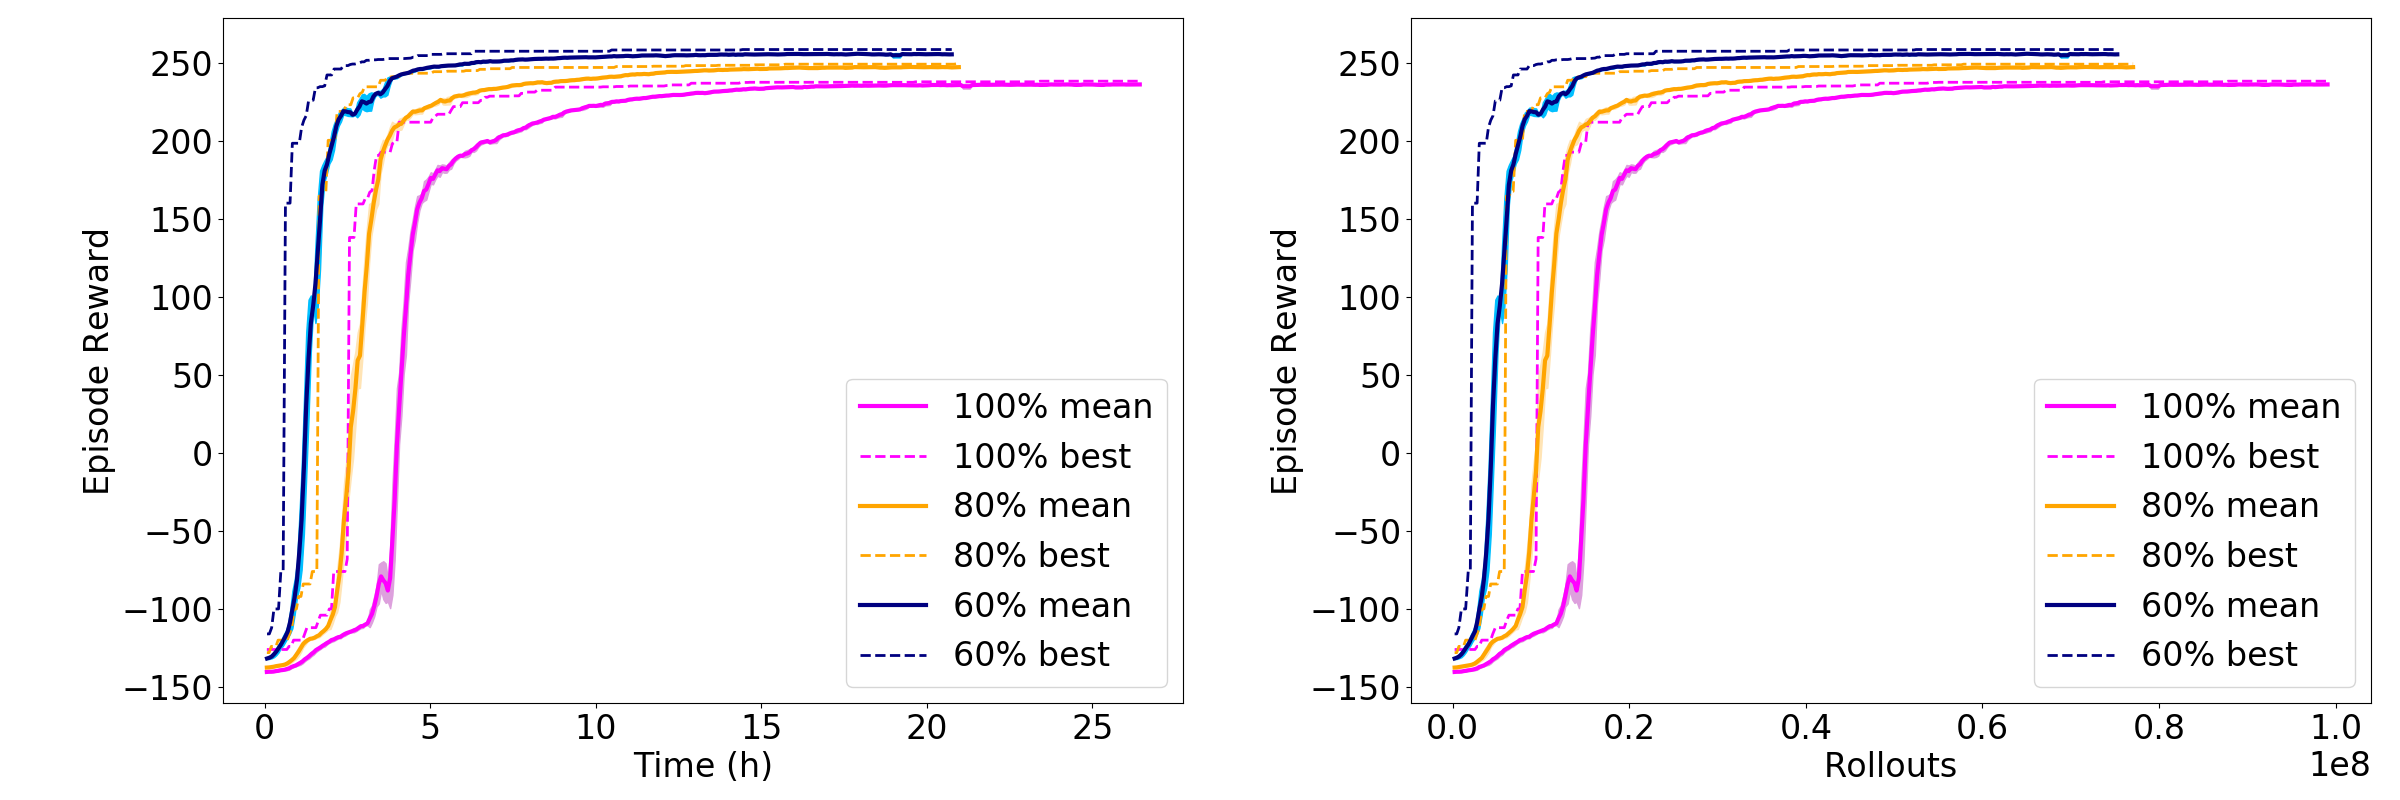 250
200
150
100
50
0
−50
−100
−150
Episode Reward
0
5
10
15
20
25
Time (h)
100% mean
100% best
80% mean
80% best
60% mean
60% best
250
200
150
100
50
0
−50
−100
−150
Episode Reward
0.0
0.2
0.4
0.6
0.8
1.0
1e8
Rollouts
100% mean
100% best
80% mean
80% best
60% mean
60% best